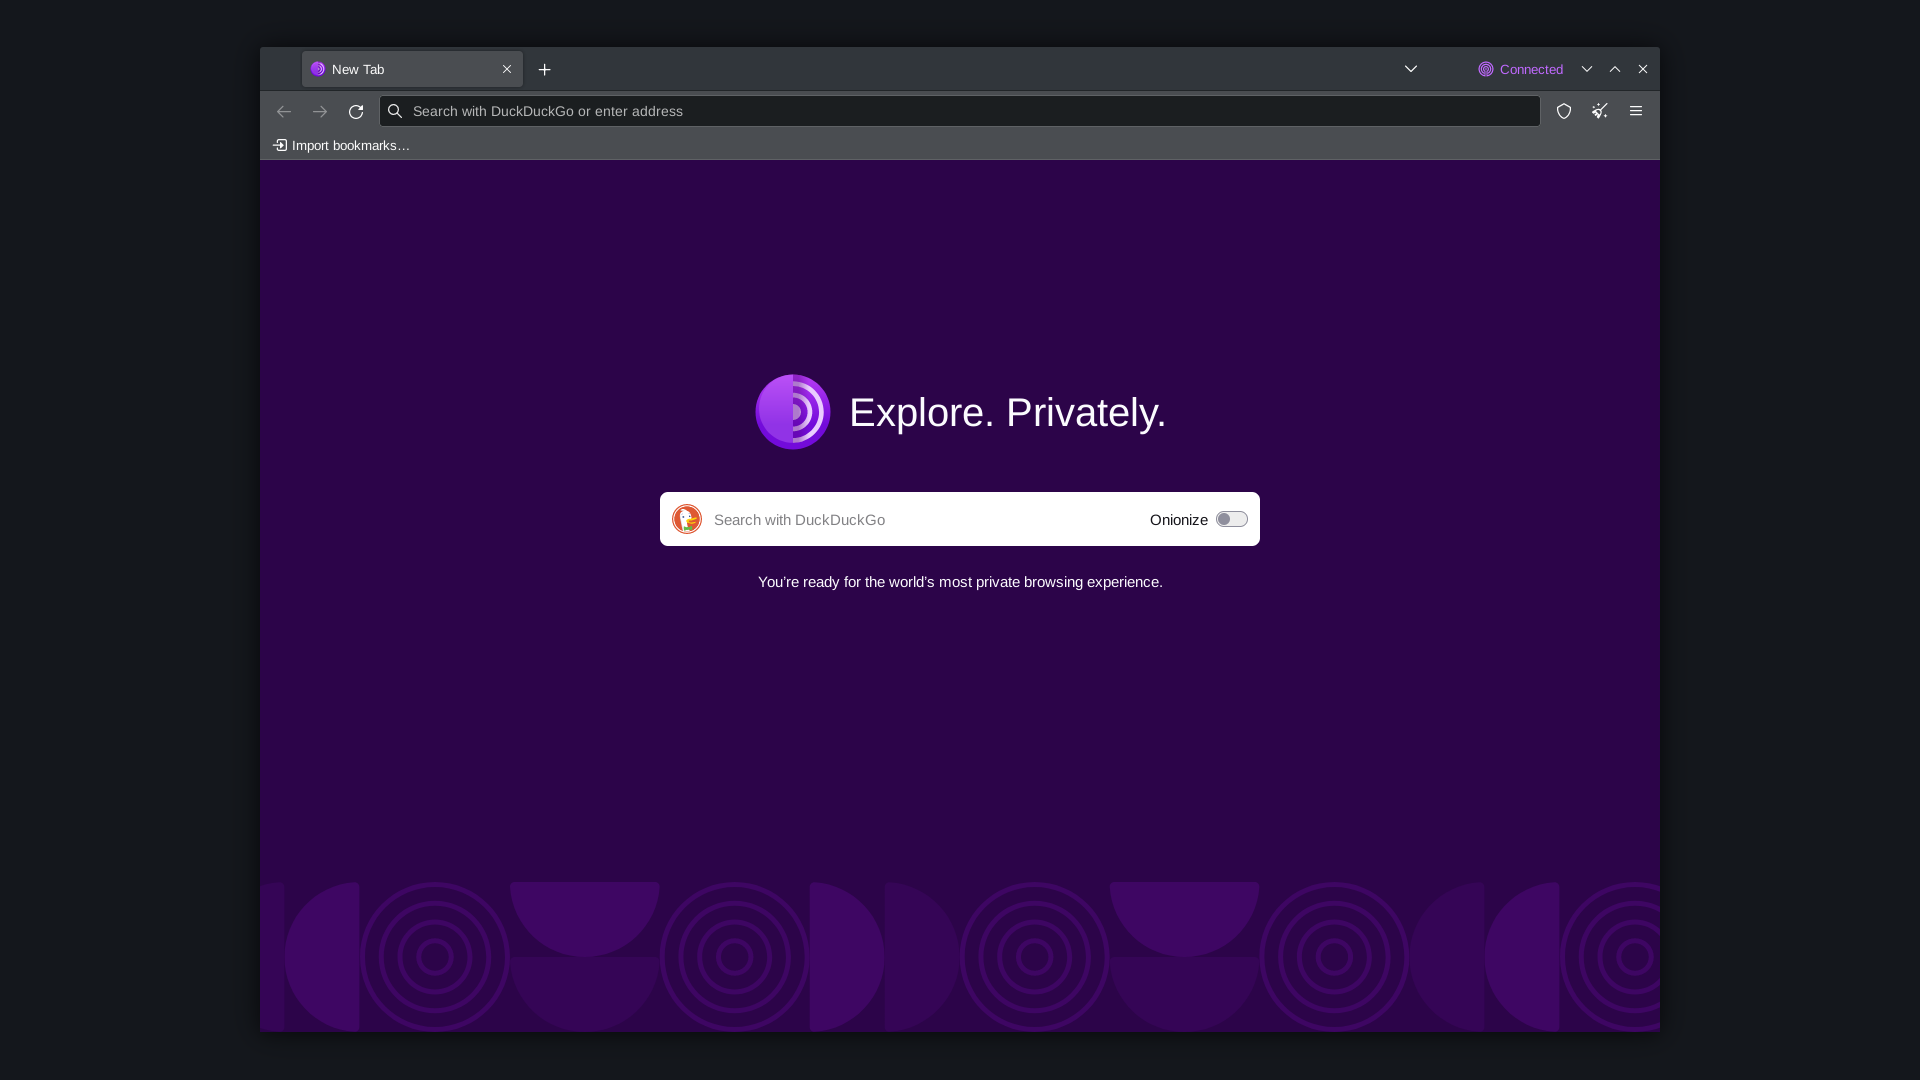 New Tab
Connected
Search with DuckDuckGo or enter address
Import bookmarks…
Explore. Privately.
Search with DuckDuckGo
Onionize
You’re ready for the world’s most private browsing experience.